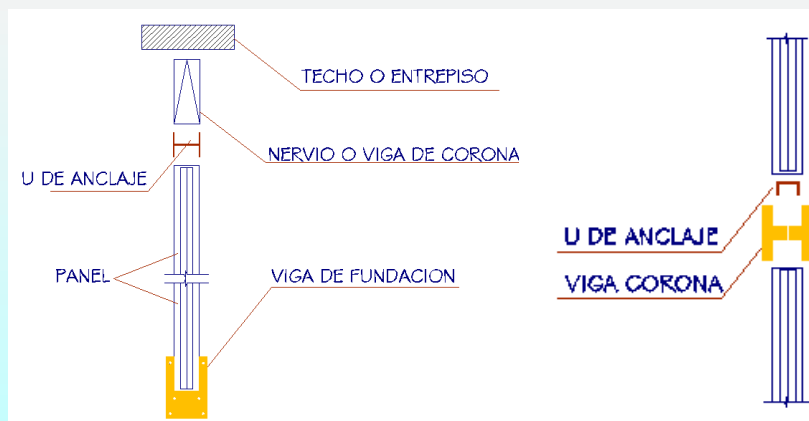 TECHO O ENTREPISO
NERVIO O VIGA DE CORONA
U DE ANCLAJE
PANEL
VIGA DE FUNDACION
U DE ANCLAJE
VIGA CORONA